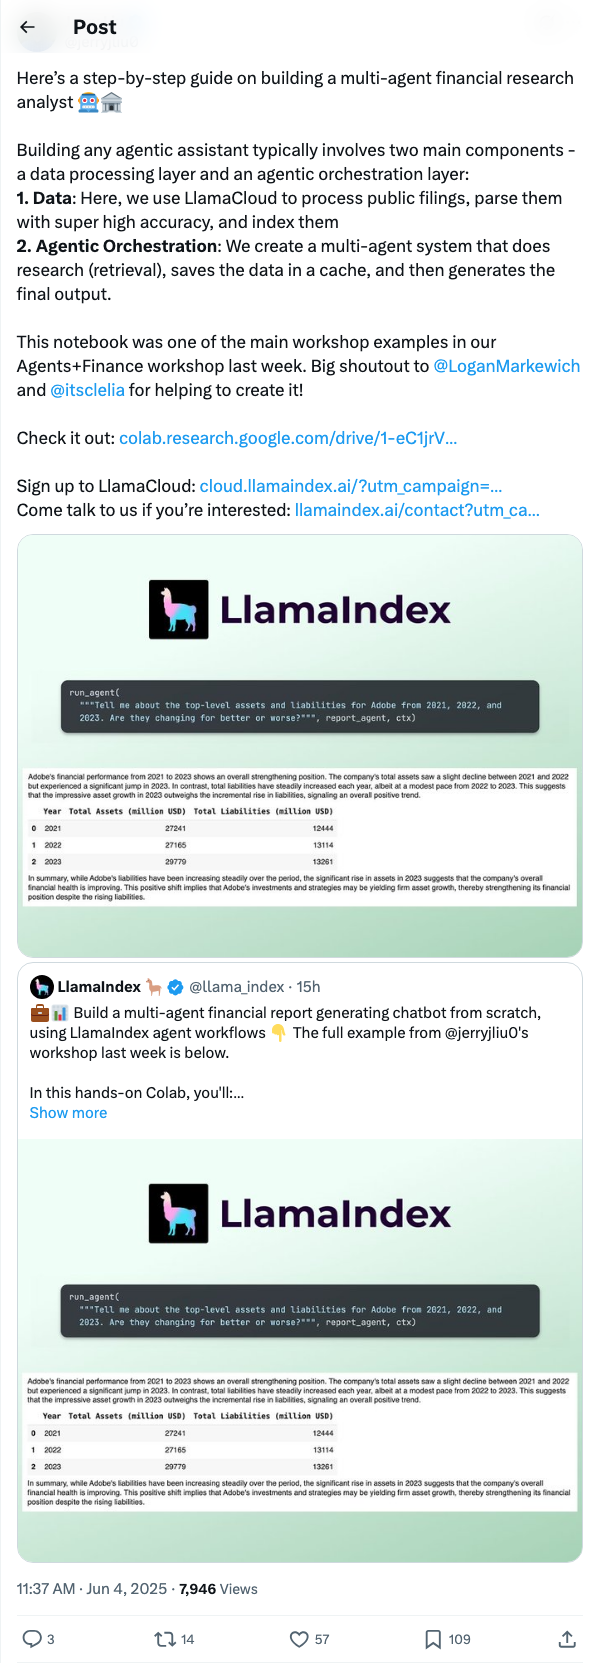 Post
Here’s a step-by-step guide on building a multi-agent financial research
analyst 🤖🏛️
Building any agentic assistant typically involves two main components -
a data processing layer and an agentic orchestration layer:
1. Data: Here, we use LlamaCloud to process public filings, parse them
with super high accuracy, and index them
2. Agentic Orchestration: We create a multi-agent system that does
research (retrieval), saves the data in a cache, and then generates the
final output.
This notebook was one of the main workshop examples in our
Agents+Finance workshop last week. Big shoutout to @LoganMarkewich
and @itsclelia for helping to create it!
Check it out: colab.research.google.com/drive/1-eC1jrV…
Sign up to LlamaCloud: cloud.llamaindex.ai/?utm_campaign=…
Come talk to us if you’re interested: llamaindex.ai/contact?utm_ca…
LlamaIndex
run_agent(
"""Tell me about the top-level assets and liabilities for Adobe from 2021, 2022, and
2023. Are they changing for better or worse?""", report_agent, ctx)
Adobe's financial performance from 2021 to 2023 shows an overall strengthening position. The company's total assets saw a slight decline between 2021 and 2022
but experienced a significant jump in 2023. In contrast, total liabilities have steadily increased each year, albeit at a modest pace from 2022 to 2023. This suggests
that the impressive asset growth in 2023 outweighs the incremental rise in liabilities, signaling an overall positive trend.
Year Total Assets (million USD) Total Liabilities (million USD)
0 2021 27241 12444
1 2022 27165 13114
2 2023 29779 13261
In summary, while Adobe's liabilities have been increasing steadily over the period, the significant rise in assets in 2023 suggests that the company's overall
financial health is improving. This positive shift implies that Adobe's investments and strategies may be yielding firm asset growth, thereby strengthening its financial
position despite the rising liabilities.
LlamaIndex 🦙 @llama_index · 15h
💼📊 Build a multi-agent financial report generating chatbot from scratch,
using LlamaIndex agent workflows 👇 The full example from @jerryjliu0's
workshop last week is below.
In this hands-on Colab, you'll:...
Show more
LlamaIndex
run_agent(
"""Tell me about the top-level assets and liabilities for Adobe from 2021, 2022, and
2023. Are they changing for better or worse?""", report_agent, ctx)
Adobe's financial performance from 2021 to 2023 shows an overall strengthening position. The company's total assets saw a slight decline between 2021 and 2022
but experienced a significant jump in 2023. In contrast, total liabilities have steadily increased each year, albeit at a modest pace from 2022 to 2023. This suggests
that the impressive asset growth in 2023 outweighs the incremental rise in liabilities, signaling an overall positive trend.
Year Total Assets (million USD) Total Liabilities (million USD)
0 2021 27241 12444
1 2022 27165 13114
2 2023 29779 13261
In summary, while Adobe's liabilities have been increasing steadily over the period, the significant rise in assets in 2023 suggests that the company's overall
financial health is improving. This positive shift implies that Adobe's investments and strategies may be yielding firm asset growth, thereby strengthening its financial
position despite the rising liabilities.
11:37 AM · Jun 4, 2025 · 7,946 Views
3 14 57 109